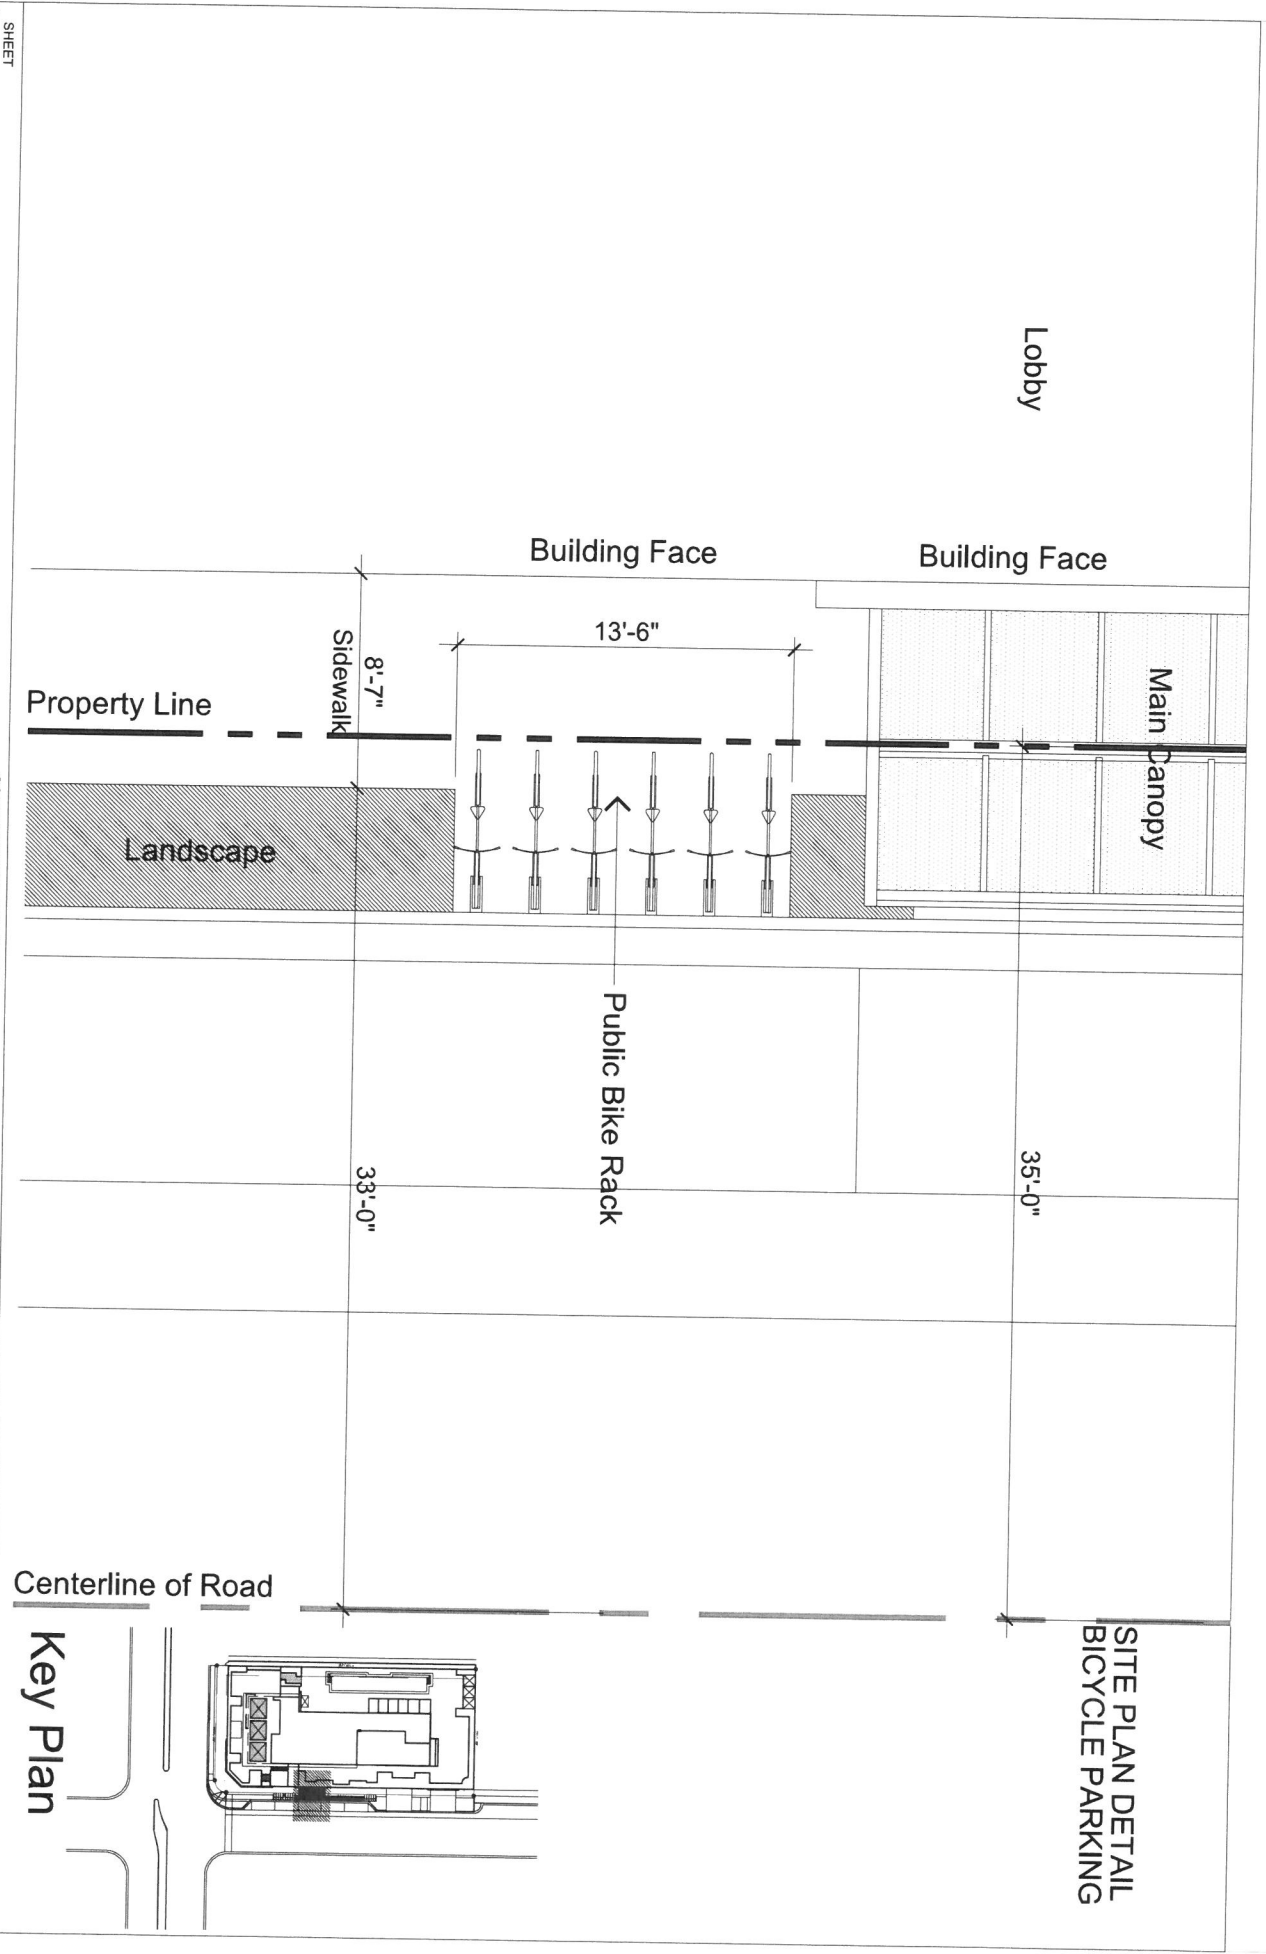 SHEET
Lobby
Building Face
Building Face
13'-6"
8'-7"
Sidewalk
Main Canopy
Property Line
Landscape
Public Bike Rack
35'-0"
33'-0"
Centerline of Road
SITE PLAN DETAIL
BICYCLE PARKING
Key Plan